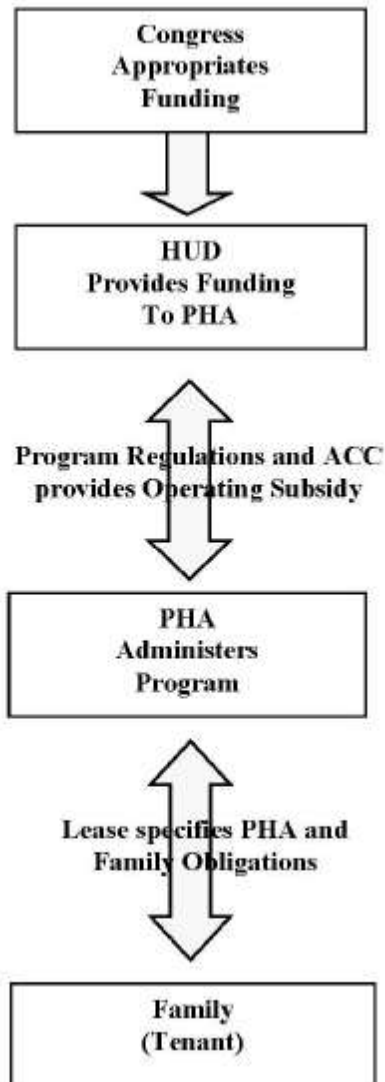 Congress
Appropriates
Funding
HUD
Provides Funding
To PHA
Program Regulations and ACC
provides Operating Subsidy
PHA
Administers
Program
Lease specifies PHA and
Family Obligations
Family
(Tenant)